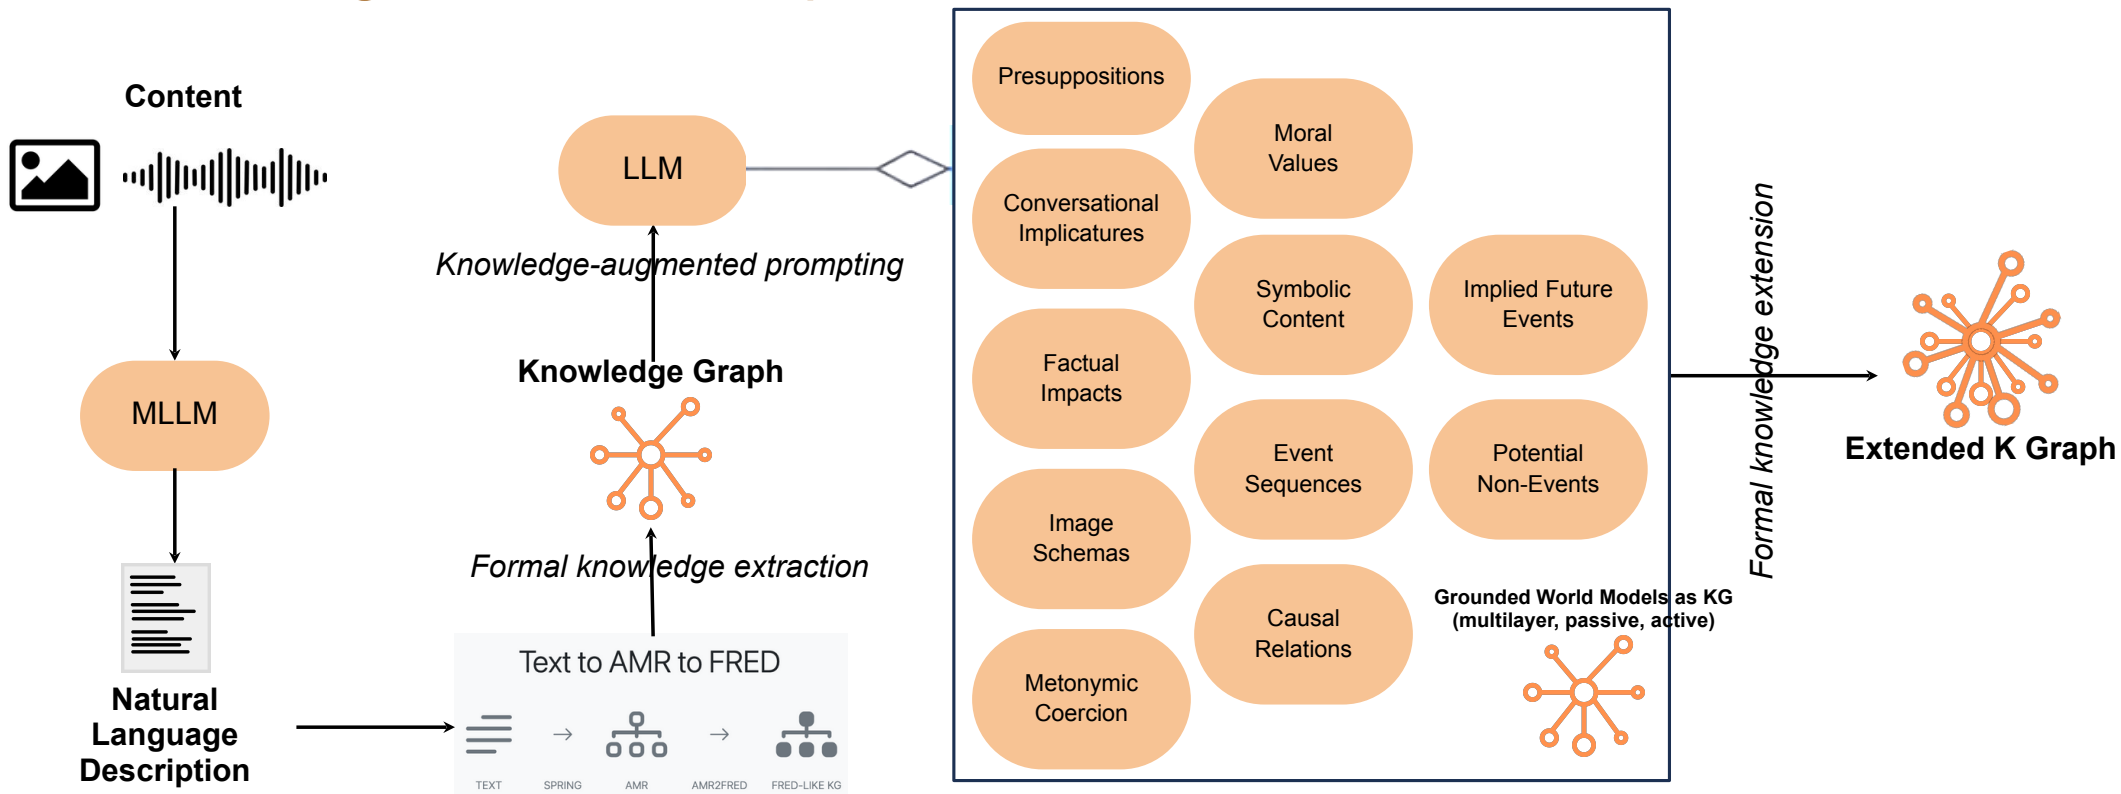 Content
MLLM
Natural
Language
Description
Text to AMR to FRED
TEXT
SPRING
AMR
AMR2FRED
FRED-LIKE KG
Formal knowledge extraction
Knowledge Graph
Knowledge-augmented prompting
LLM
Presuppositions
Conversational
Implicatures
Factual
Impacts
Image
Schemas
Metonymic
Coercion
Moral
Values
Symbolic
Content
Event
Sequences
Causal
Relations
Implied Future
Events
Potential
Non-Events
Grounded World Models as KG
(multilayer, passive, active)
Formal knowledge extension
Extended K Graph